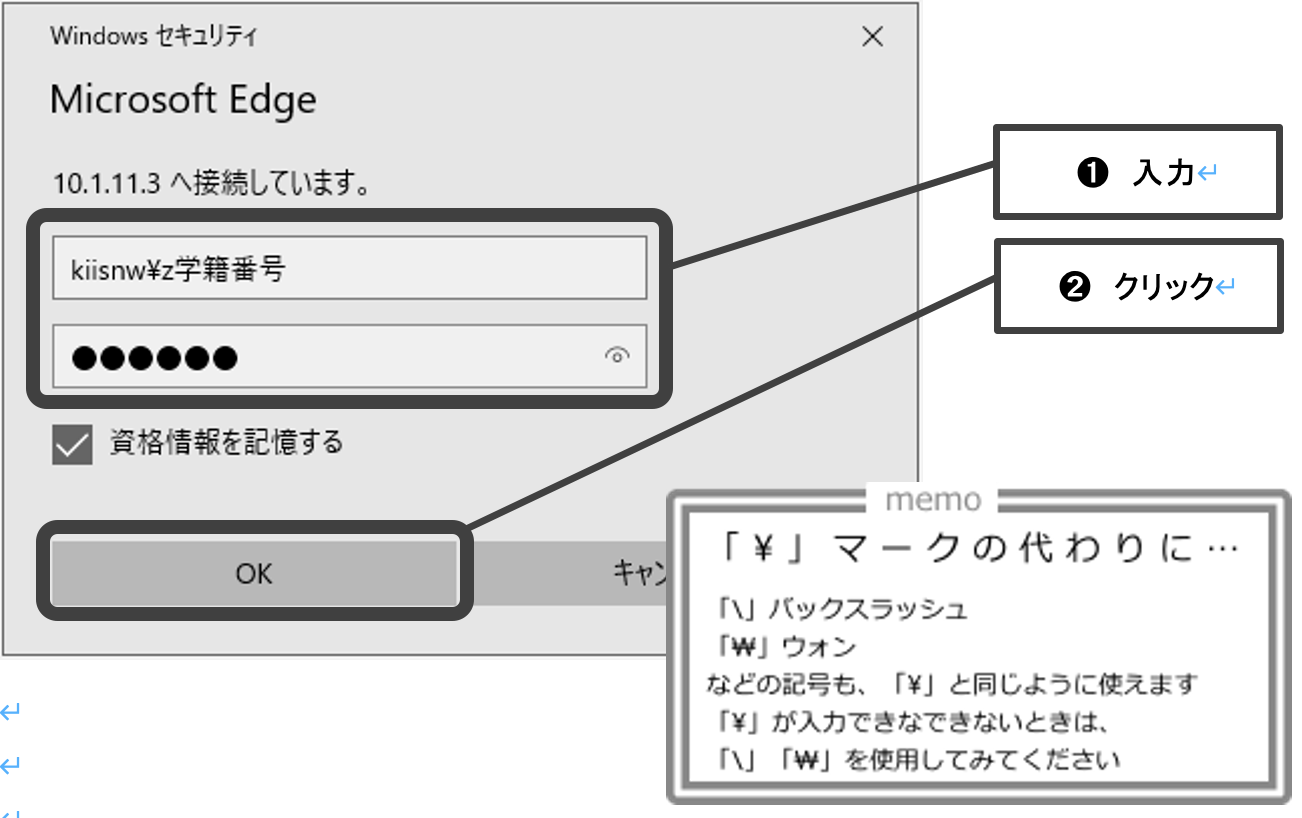 Windows セキュリティ
Microsoft Edge
10.1.11.3 へ接続しています。
kiisnw¥z学籍番号
●●●●●●
資格情報を記憶する
OK
キャン
❶ 入力↵
❷ クリック↵
memo
「¥」マークの代わりに…
「\」バックスラッシュ
「₩」ウォン
などの記号も、「¥」と同じように使えます
「¥」が入力できなできないときは、
「\」「₩」を使用してみてください
↵
↵
↵